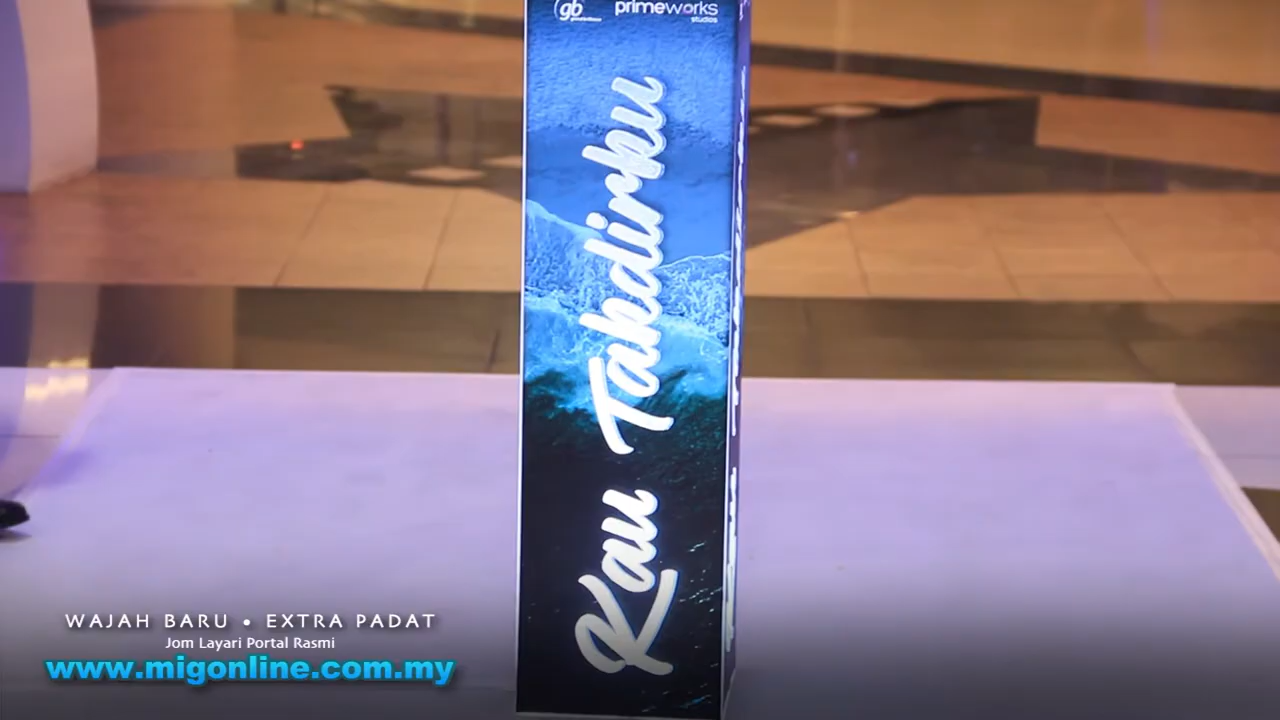 gb
primeworks
studios
Kau Takdirku
WAJAH BARU • EXTRA PADAT
Jom Layari Portal Rasmi
www.migonline.com.my